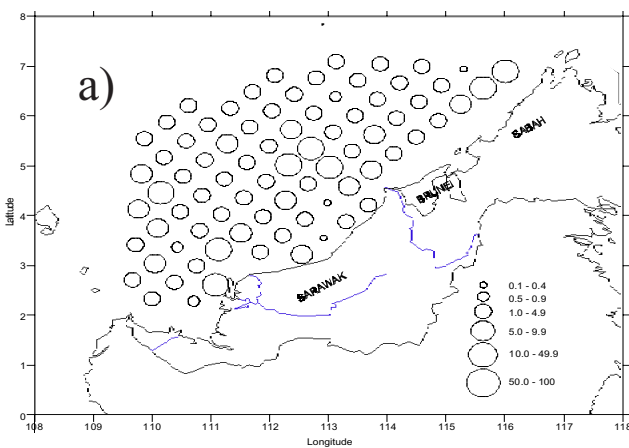 a)
8
7
6
5
4
3
2
1
0
Latitude
SABAH
BRUNEI
SARAWAK
0.1 - 0.4
0.5 - 0.9
1.0 - 4.9
5.0 - 9.9
10.0 - 49.9
50.0 - 100
108 109 110 111 112 113 114 115 116 117 118
Longitude